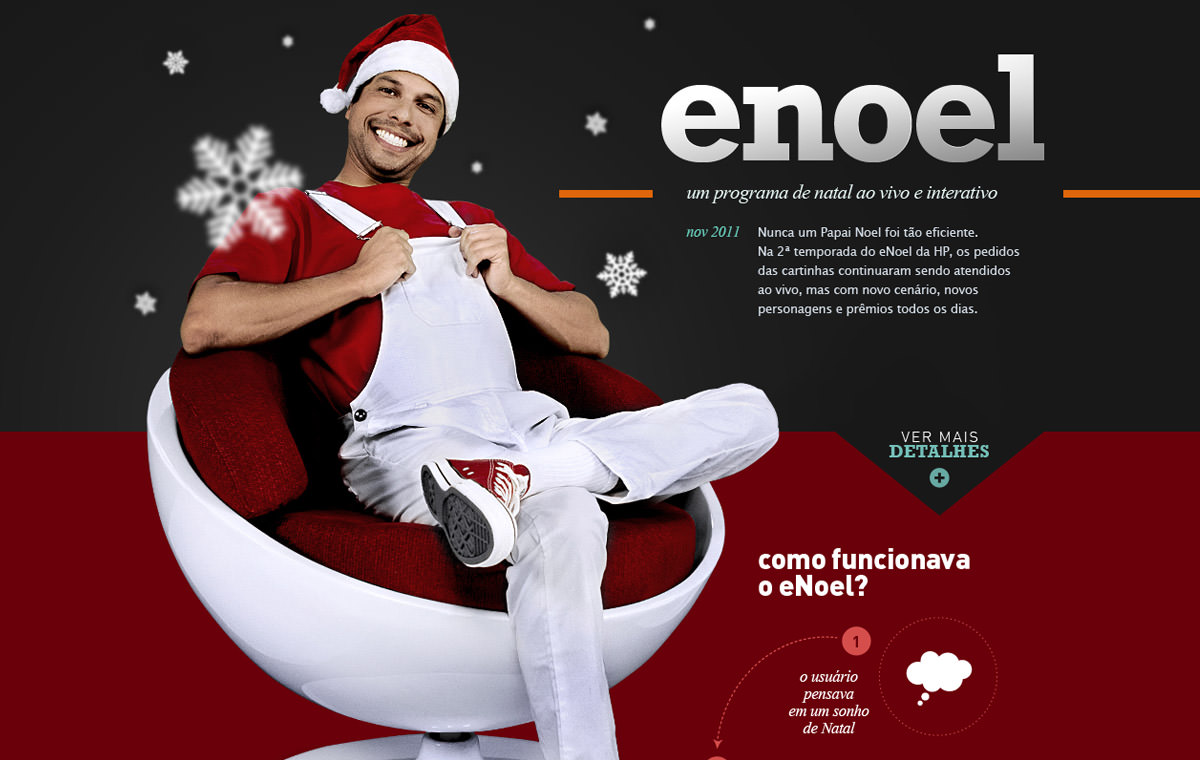 enoel
um programa de natal ao vivo e interativo
nov 2011
Nunca um Papai Noel foi tão eficiente.
Na 2ª temporada do eNoel da HP, os pedidos
das cartinhas continuaram sendo atendidos
ao vivo, mas com novo cenário, novos
personagens e prêmios todos os dias.
VER MAIS
DETALHES
como funcionava
o eNoel?
1
o usuário
pensava
em um sonho
de Natal